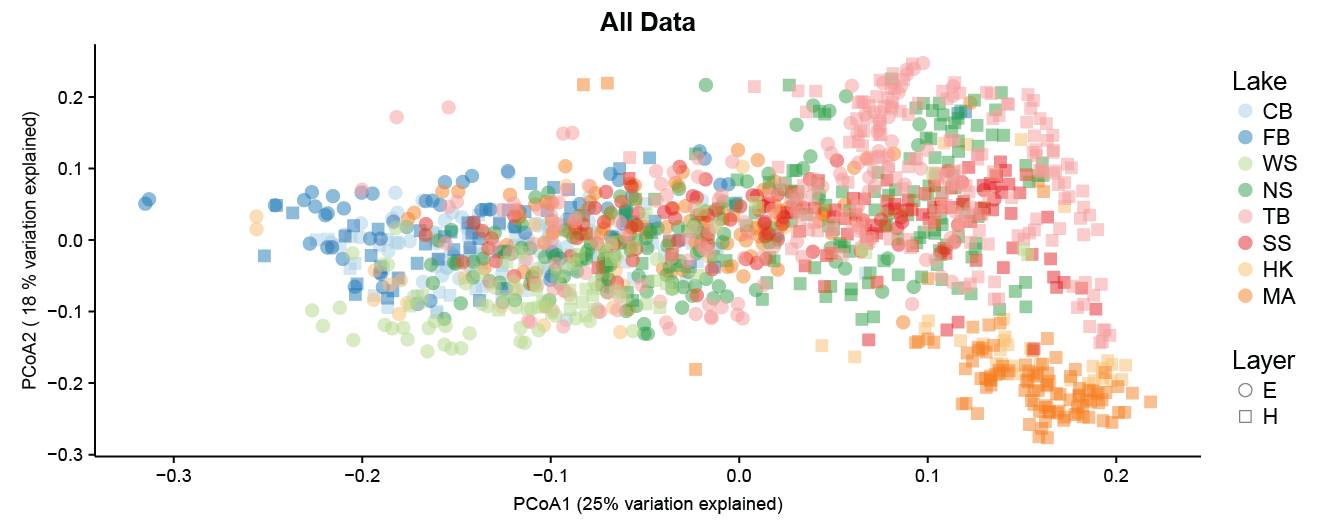 All Data
PCoA2 ( 18 % variation explained)
0.2
0.1
0.0
−0.1
−0.2
−0.3
−0.3
−0.2
−0.1
0.0
0.1
0.2
PCoA1 (25% variation explained)
Lake
CB
FB
WS
NS
TB
SS
HK
MA
Layer
E
H